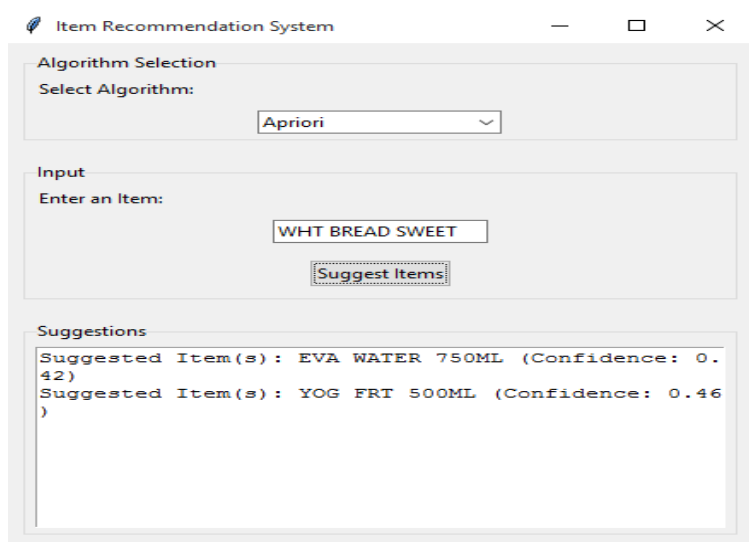 Item Recommendation System
Algorithm Selection
Select Algorithm:
Apriori
Input
Enter an Item:
WHT BREAD SWEET
Suggest Items
Suggestions
Suggested Item(s): EVA WATER 750ML (Confidence: 0.
42)
Suggested Item(s): YOG FRT 500ML (Confidence: 0.46
)